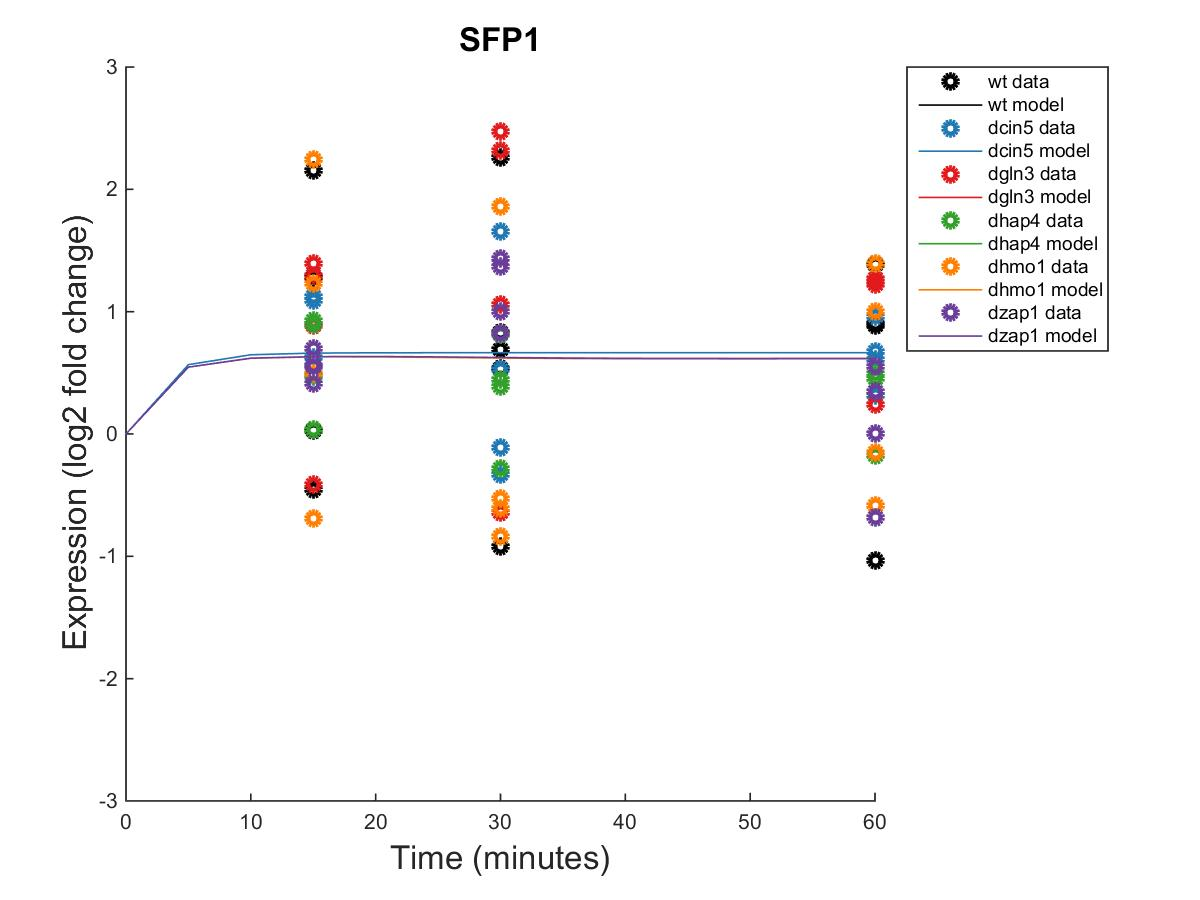 SFP1
3
2
1
0
-1
-2
-3
Expression (log2 fold change)
0 10 20 30 40 50 60
Time (minutes)
wt data
wt model
dcin5 data
dcin5 model
dgln3 data
dgln3 model
dhap4 data
dhap4 model
dhmo1 data
dhmo1 model
dzap1 data
dzap1 model